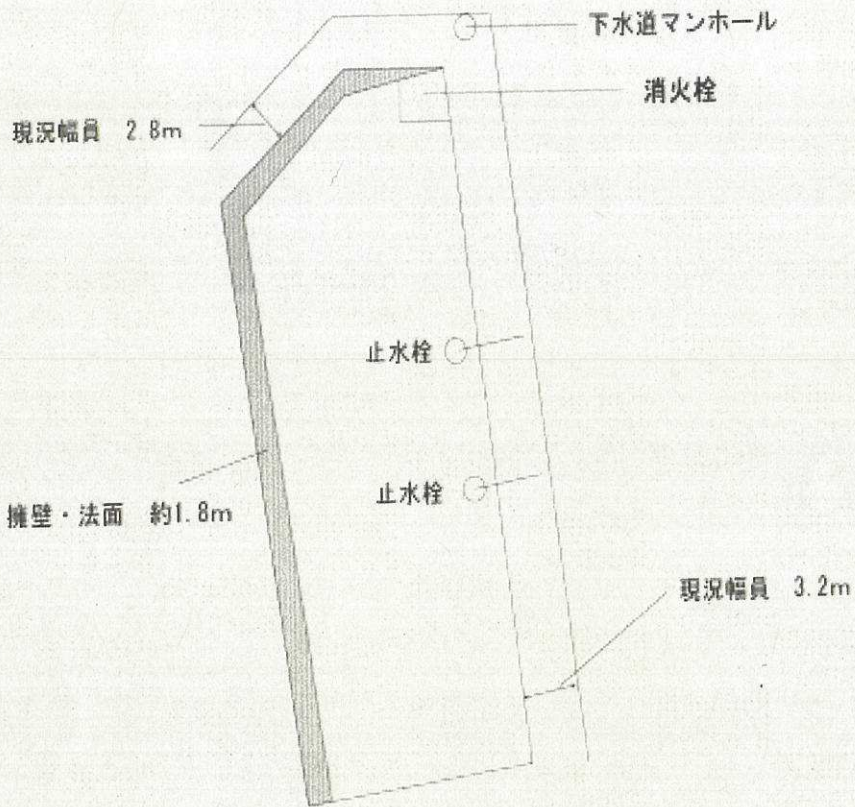 下水道マンホール
消火栓
現況幅員 2.8m
止水栓
止水栓
擁壁・法面 約1.8m
現況幅員 3.2m